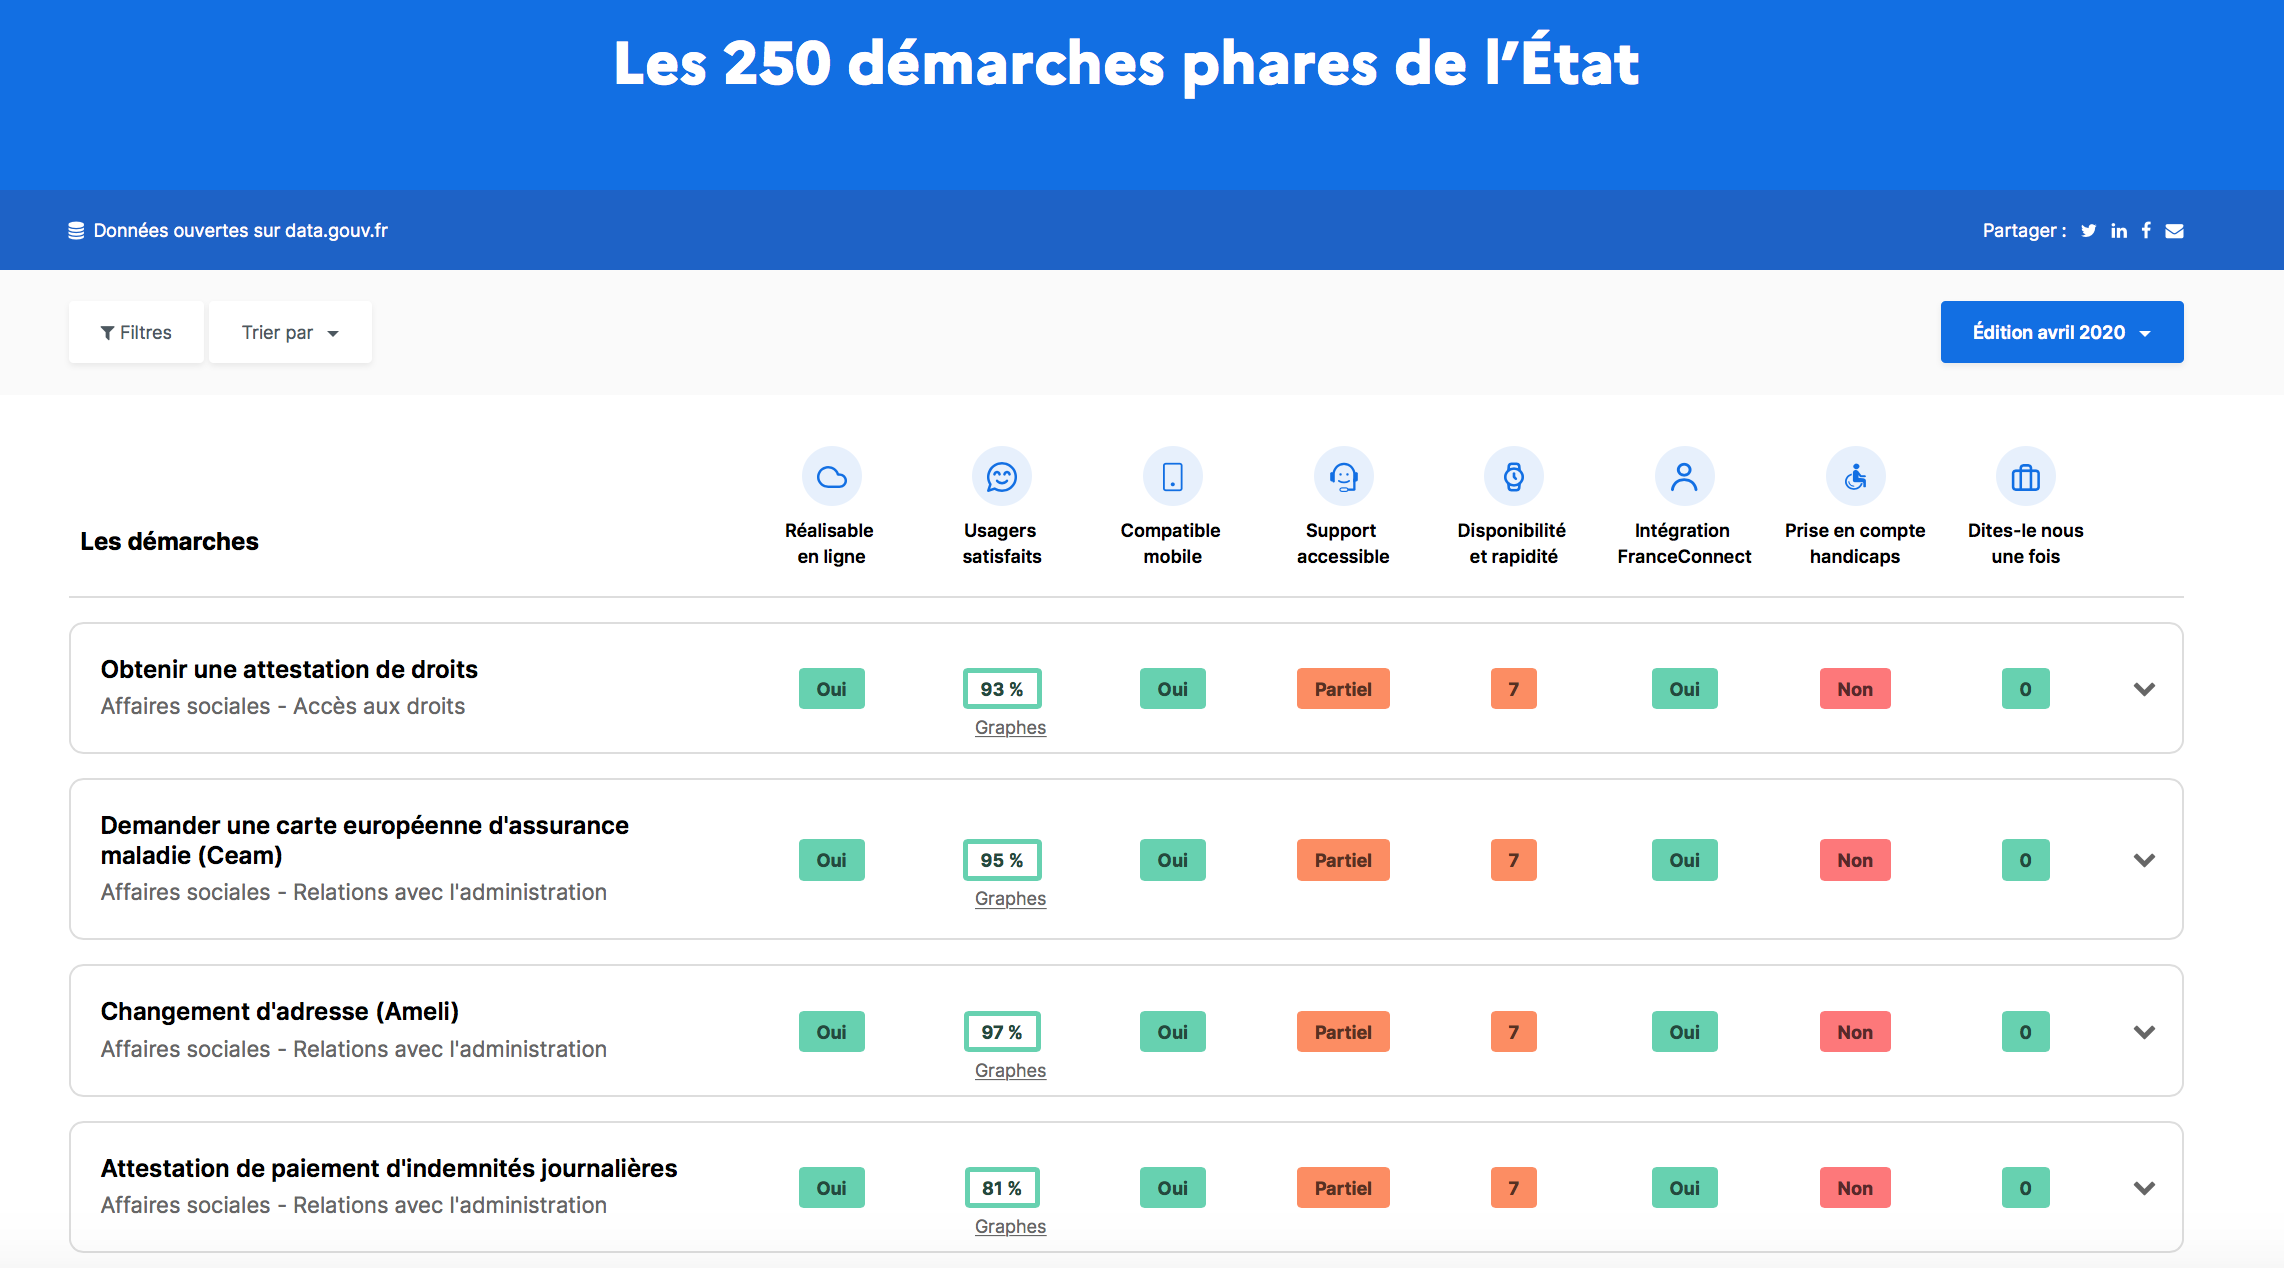 Les 250 démarches phares de l’État
Données ouvertes sur data.gouv.fr
Partager :
Filtres
Trier par
Édition avril 2020
Les démarches
Réalisable
en ligne
Usagers
satisfaits
Compatible
mobile
Support
accessible
Disponibilité
et rapidité
Intégration
FranceConnect
Prise en compte
handicaps
Dites-le nous
une fois
Obtenir une attestation de droits
Affaires sociales - Accès aux droits
Oui
93 %
Graphes
Oui
Partiel
7
Oui
Non
0
Demander une carte européenne d'assurance
maladie (Ceam)
Affaires sociales - Relations avec l'administration
Oui
95 %
Graphes
Oui
Partiel
7
Oui
Non
0
Changement d'adresse (Ameli)
Affaires sociales - Relations avec l'administration
Oui
97 %
Graphes
Oui
Partiel
7
Oui
Non
0
Attestation de paiement d'indemnités journalières
Affaires sociales - Relations avec l'administration
Oui
81 %
Graphes
Oui
Partiel
7
Oui
Non
0